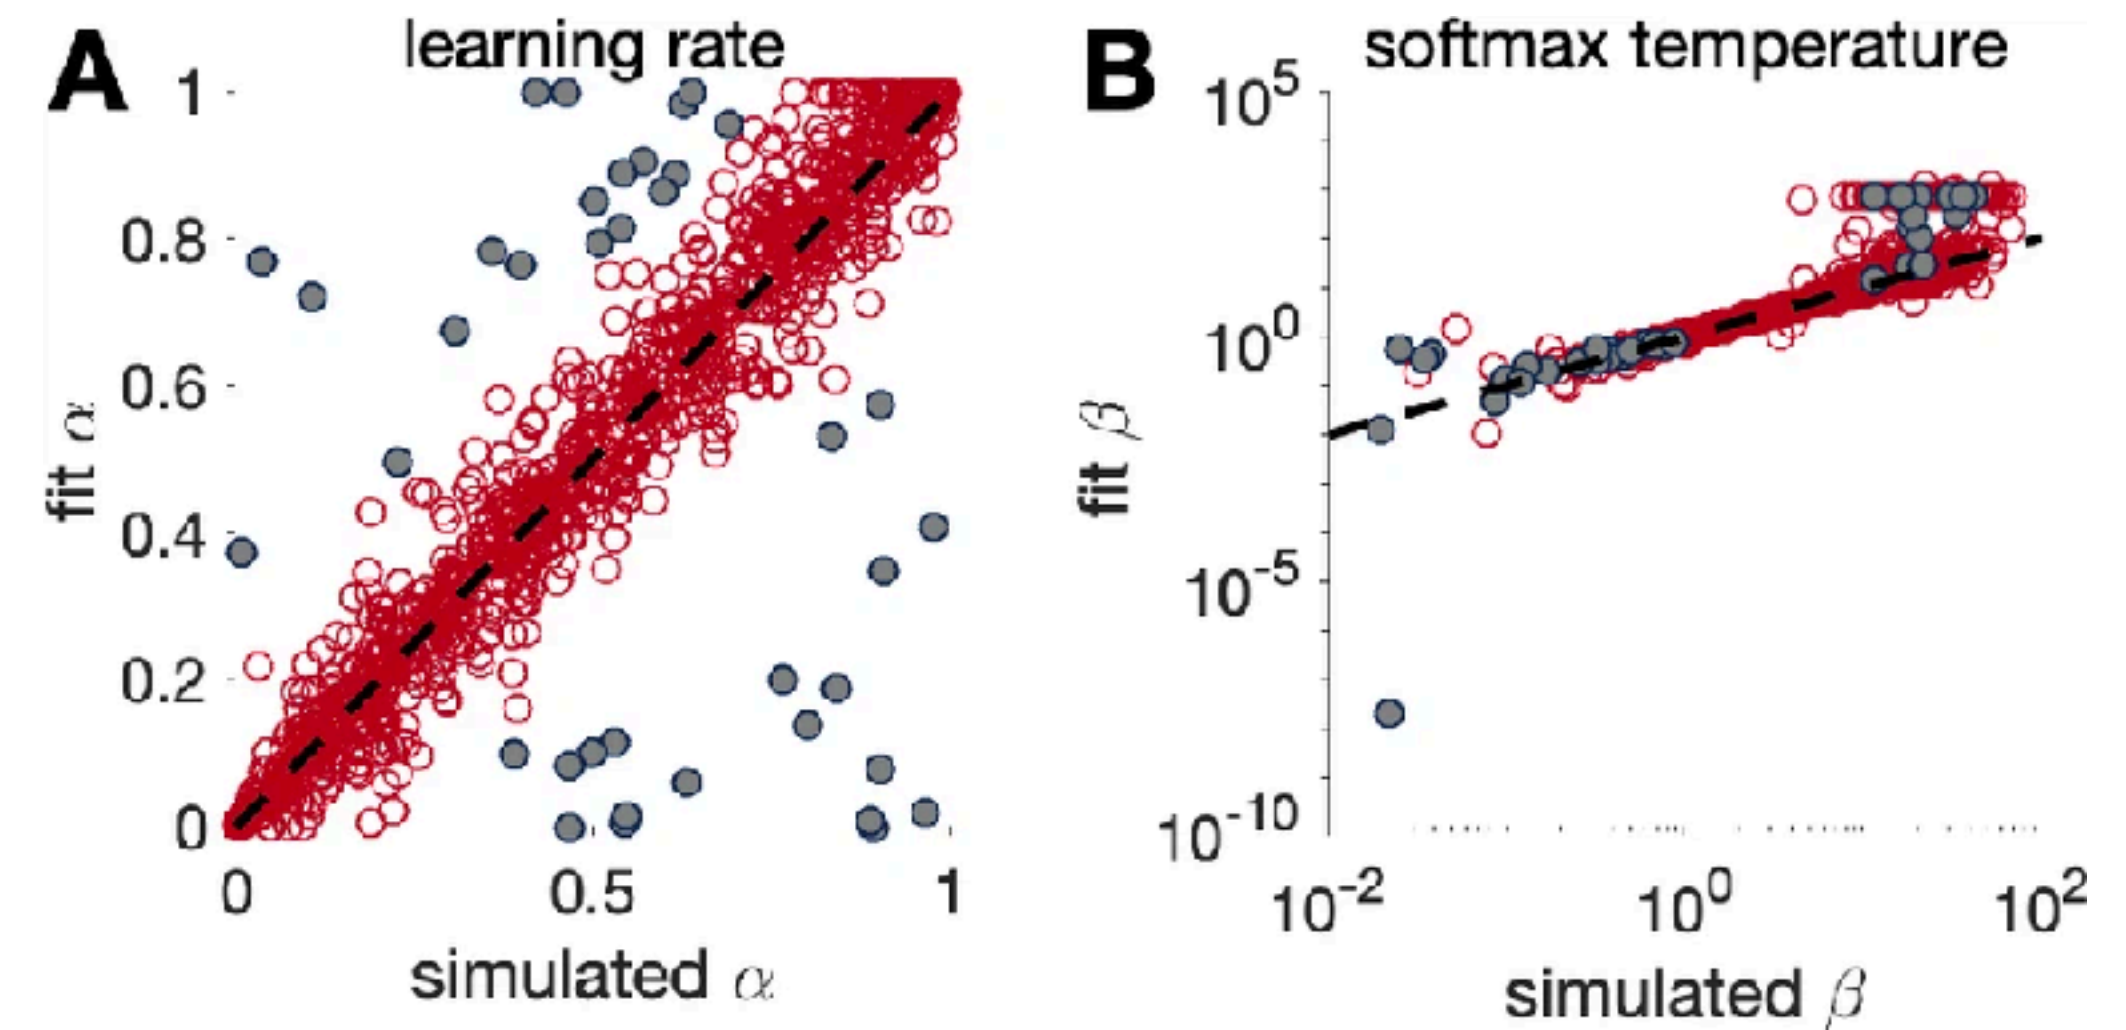 A
learning rate
1
0.8
0.6
0.4
0.2
0
fit α
0
0.5
1
simulated α
B
softmax temperature
10^5
10^0
10^-5
10^-10
fit β
10^-2
10^0
10^2
simulated β